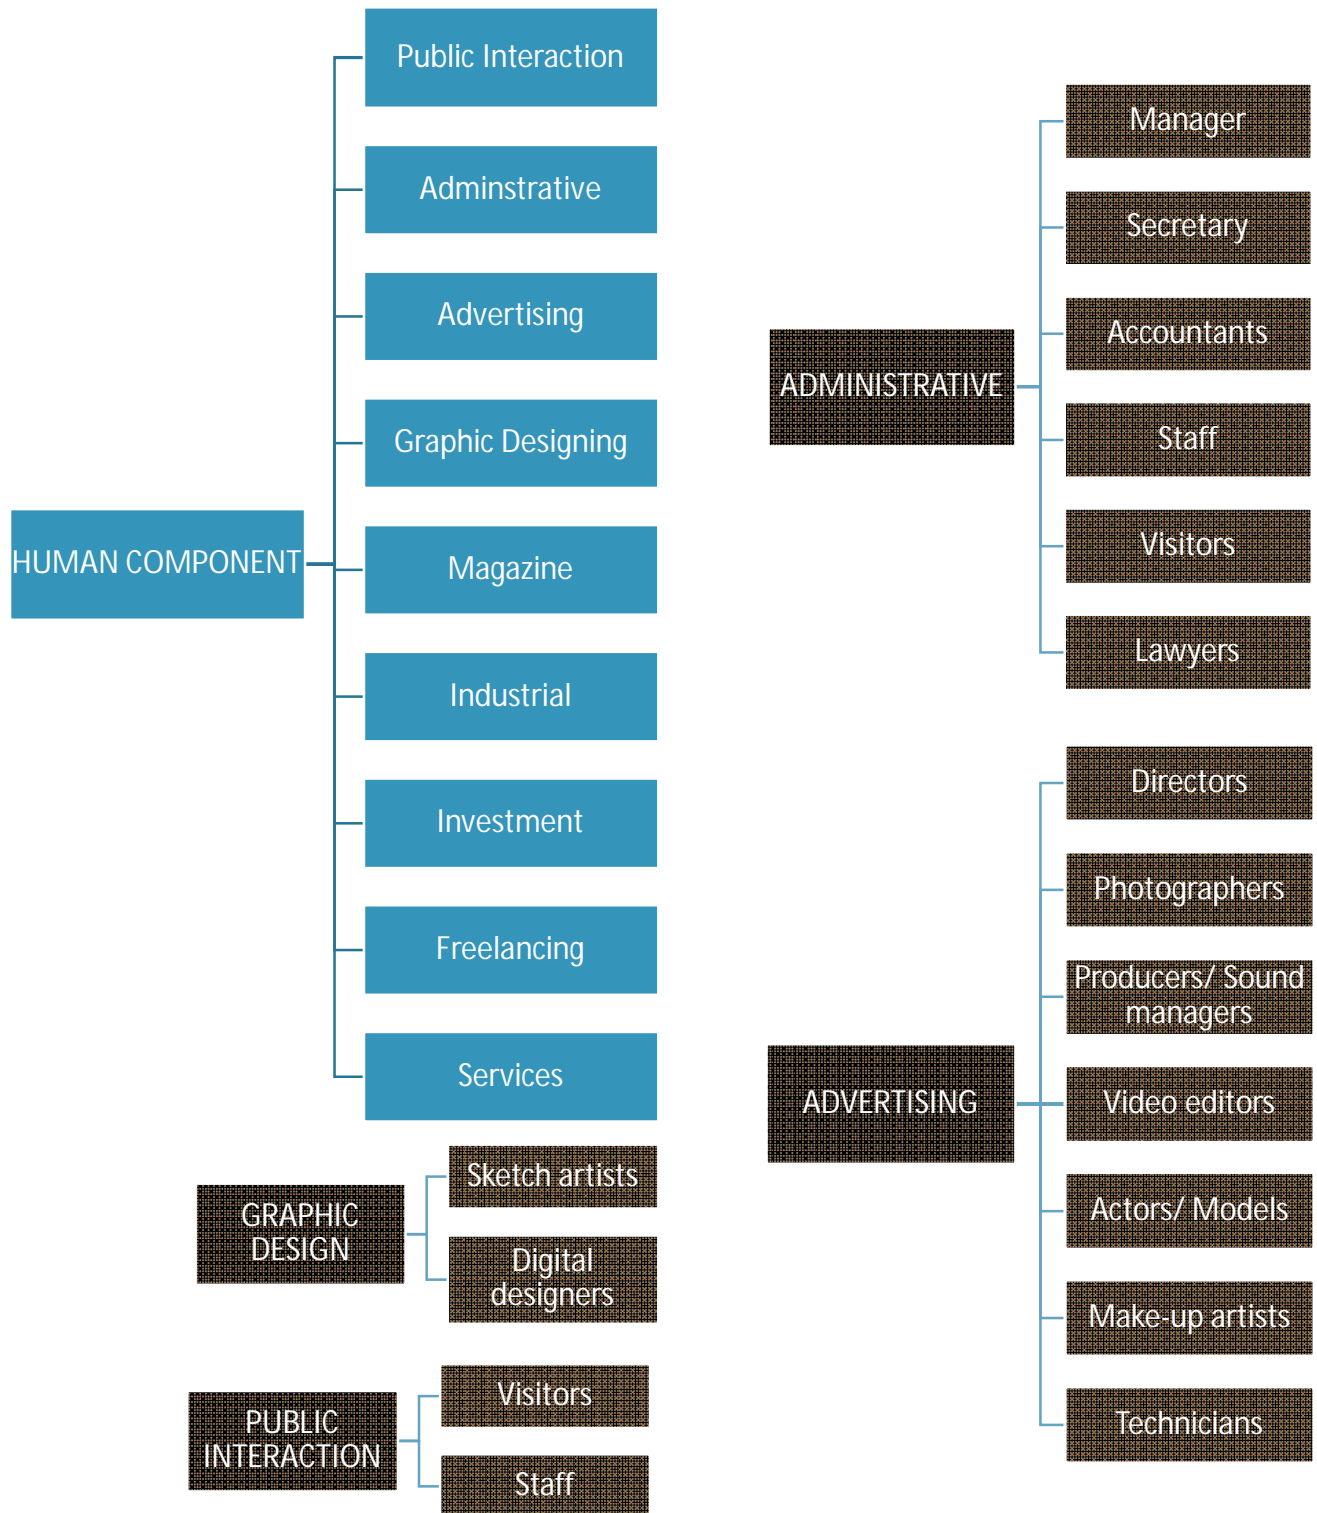 HUMAN COMPONENT
Public Interaction
Adminstrative
Advertising
Graphic Designing
Magazine
Industrial
Investment
Freelancing
Services
ADMINISTRATIVE
Manager
Secretary
Accountants
Staff
Visitors
Lawyers
ADVERTISING
Directors
Photographers
Producers/ Sound
managers
Video editors
Actors/ Models
Make-up artists
Technicians
GRAPHIC
DESIGN
Sketch artists
Digital
designers
PUBLIC
INTERACTION
Visitors
Staff